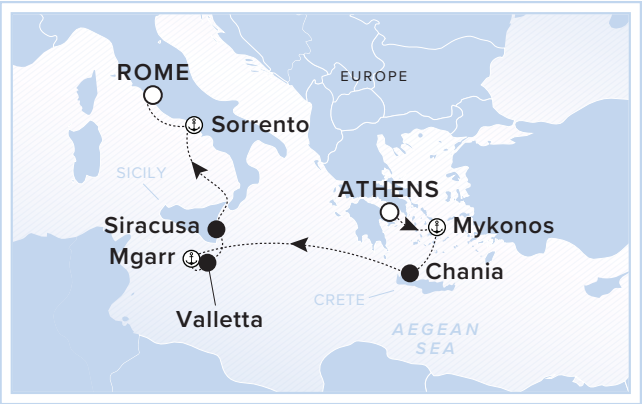 ROME
EUROPE
Sorrento
SICILY
ATHENS
Siracusa
Mykonos
Mgarr
Chania
CRETE
Valletta
AEGEAN
SEA